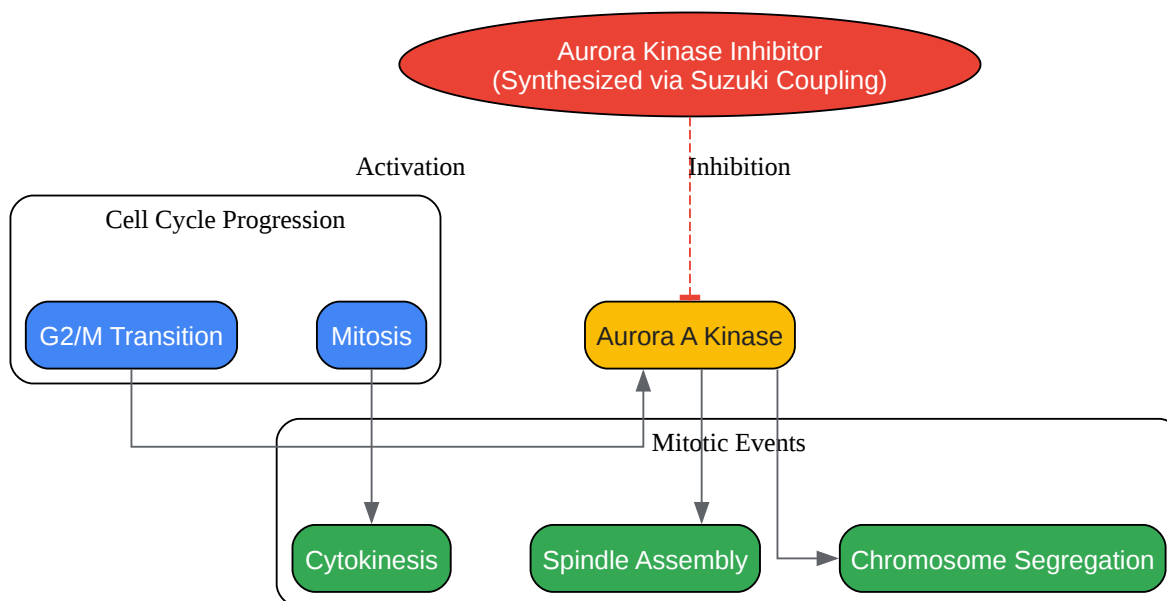 Aurora Kinase Inhibitor
(Synthesized via Suzuki Coupling)
Activation
Inhibition
Cell Cycle Progression
G2/M Transition
Mitosis
Aurora A Kinase
Mitotic Events
Cytokinesis
Spindle Assembly
Chromosome Segregation